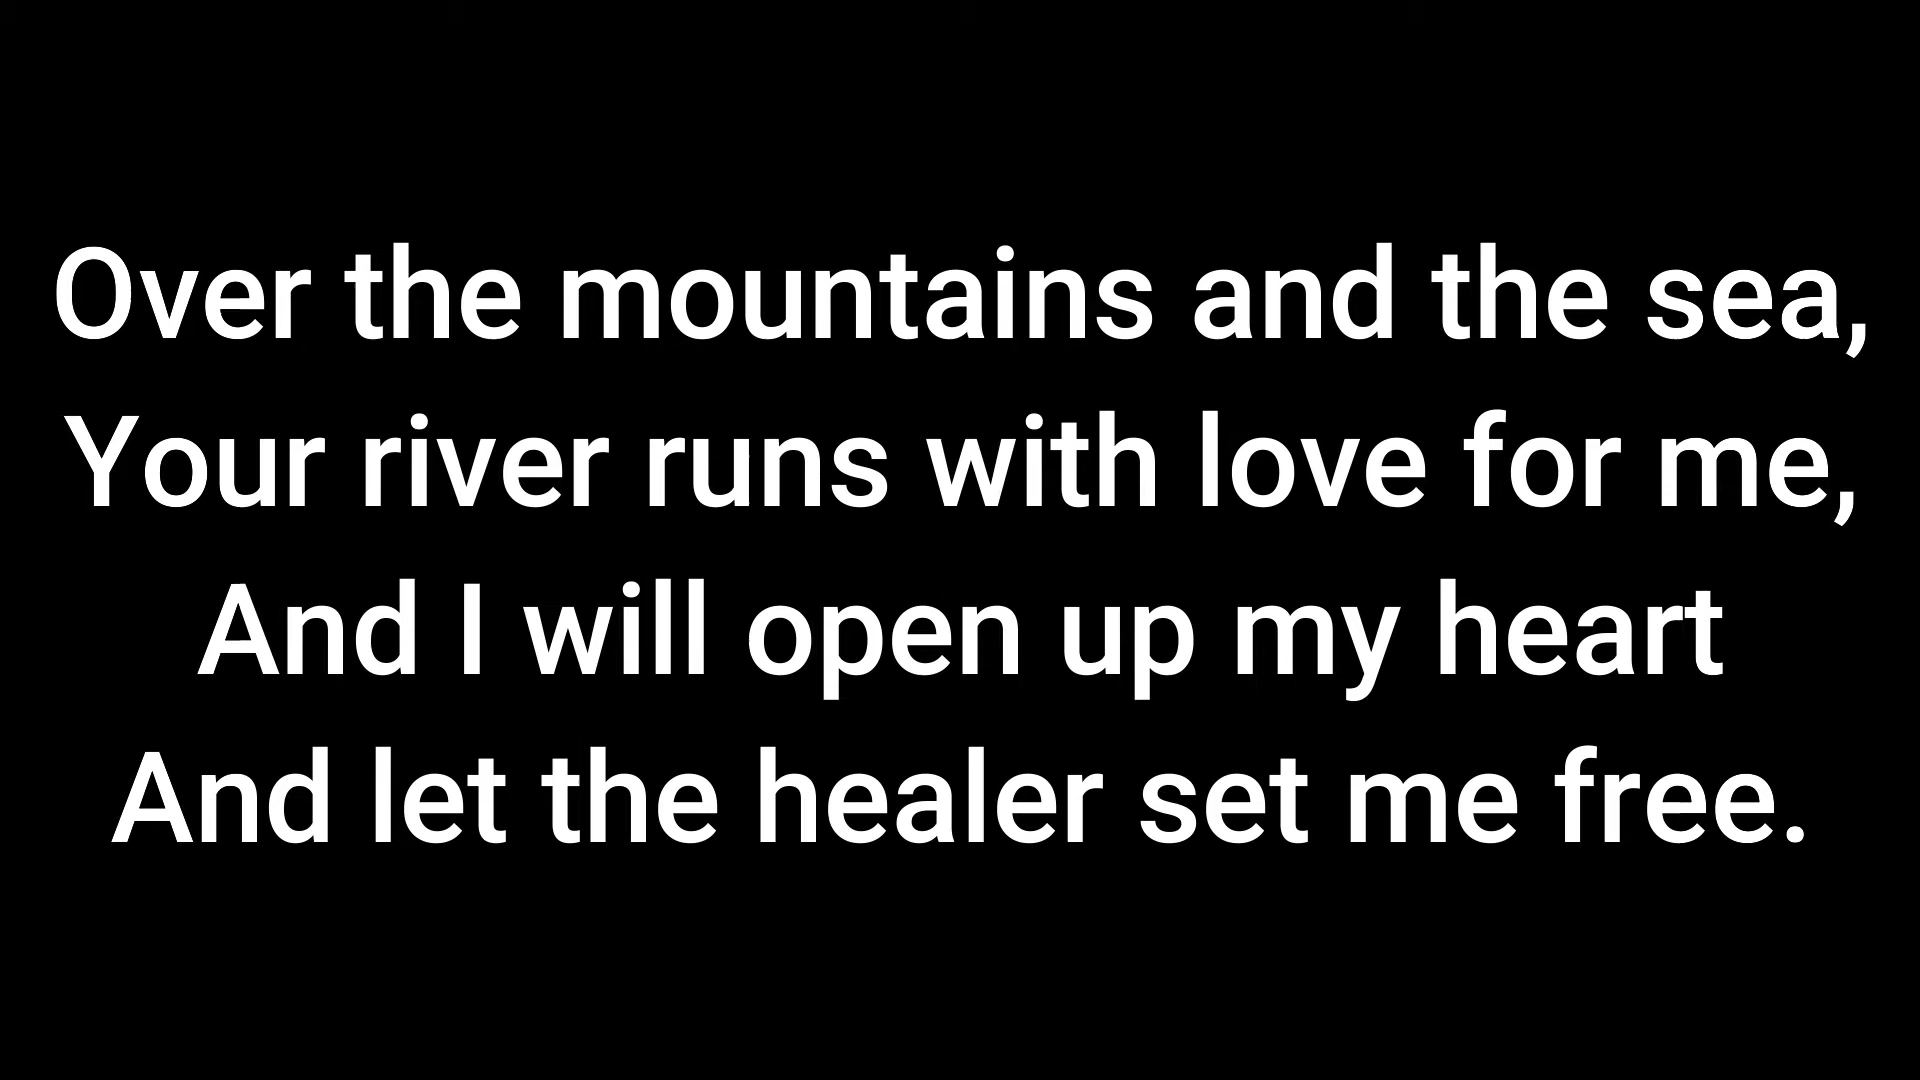 Over the mountains and the sea,
Your river runs with love for me,
And I will open up my heart
And let the healer set me free.